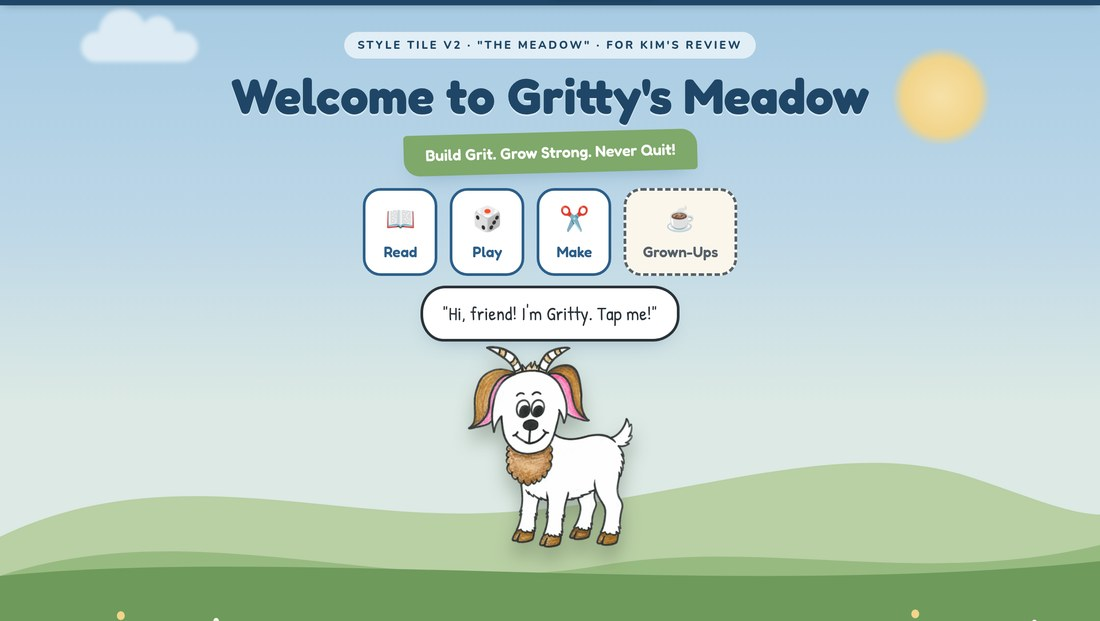 STYLE TILE V2 · "THE MEADOW" · FOR KIM'S REVIEW
Welcome to Gritty's Meadow
Build Grit. Grow Strong. Never Quit!
Read Play Make Grown-Ups
"Hi, friend! I'm Gritty. Tap me!"